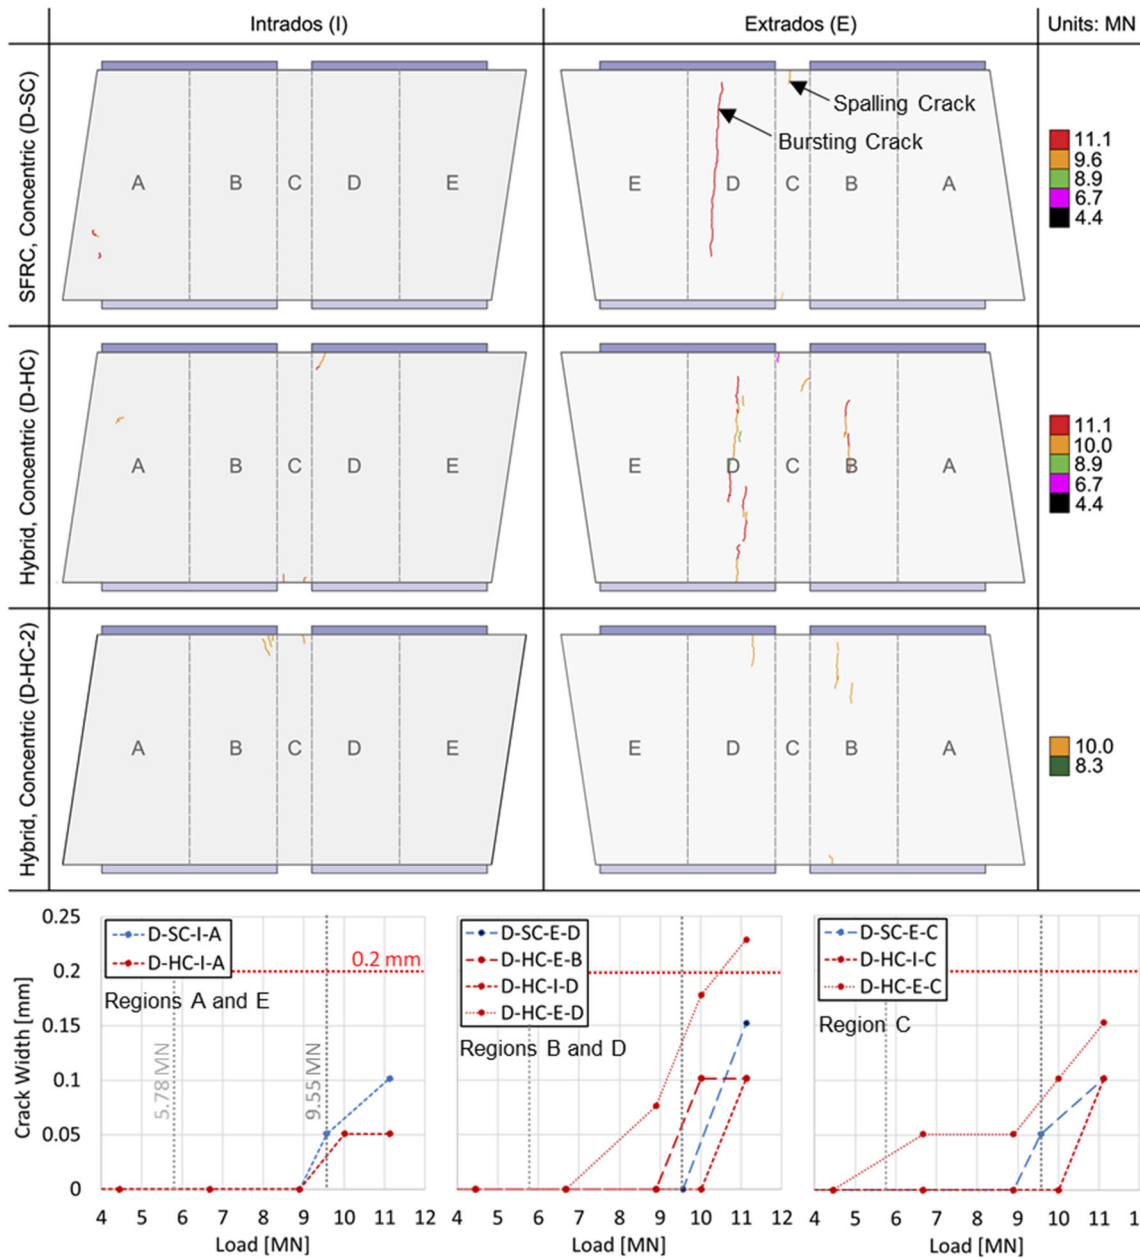 Intrados (I)
Extrados (E)
Units: MN
SFRC, Concentric (D-SC)
A
B
C
D
E
E
D
C
B
A
Spalling Crack
Bursting Crack
11.1
9.6
8.9
6.7
4.4
Hybrid, Concentric (D-HC)
A
B
C
D
E
E
D
C
B
A
11.1
10.0
8.9
6.7
4.4
Hybrid, Concentric (D-HC-2)
A
B
C
D
E
E
D
C
B
A
10.0
8.3
Crack Width [mm]
0.25
0.2
0.15
0.1
0.05
0
D-SC-I-A
D-HC-I-A
0.2 mm
Regions A and E
5.78 MN
9.55 MN
4 5 6 7 8 9 10 11 12
Load [MN]
D-SC-E-D
D-HC-E-B
D-HC-I-D
D-HC-E-D
Regions B and D
4 5 6 7 8 9 10 11 12
Load [MN]
D-SC-E-C
D-HC-I-C
D-HC-E-C
Region C
4 5 6 7 8 9 10 11 1
Load [MN]